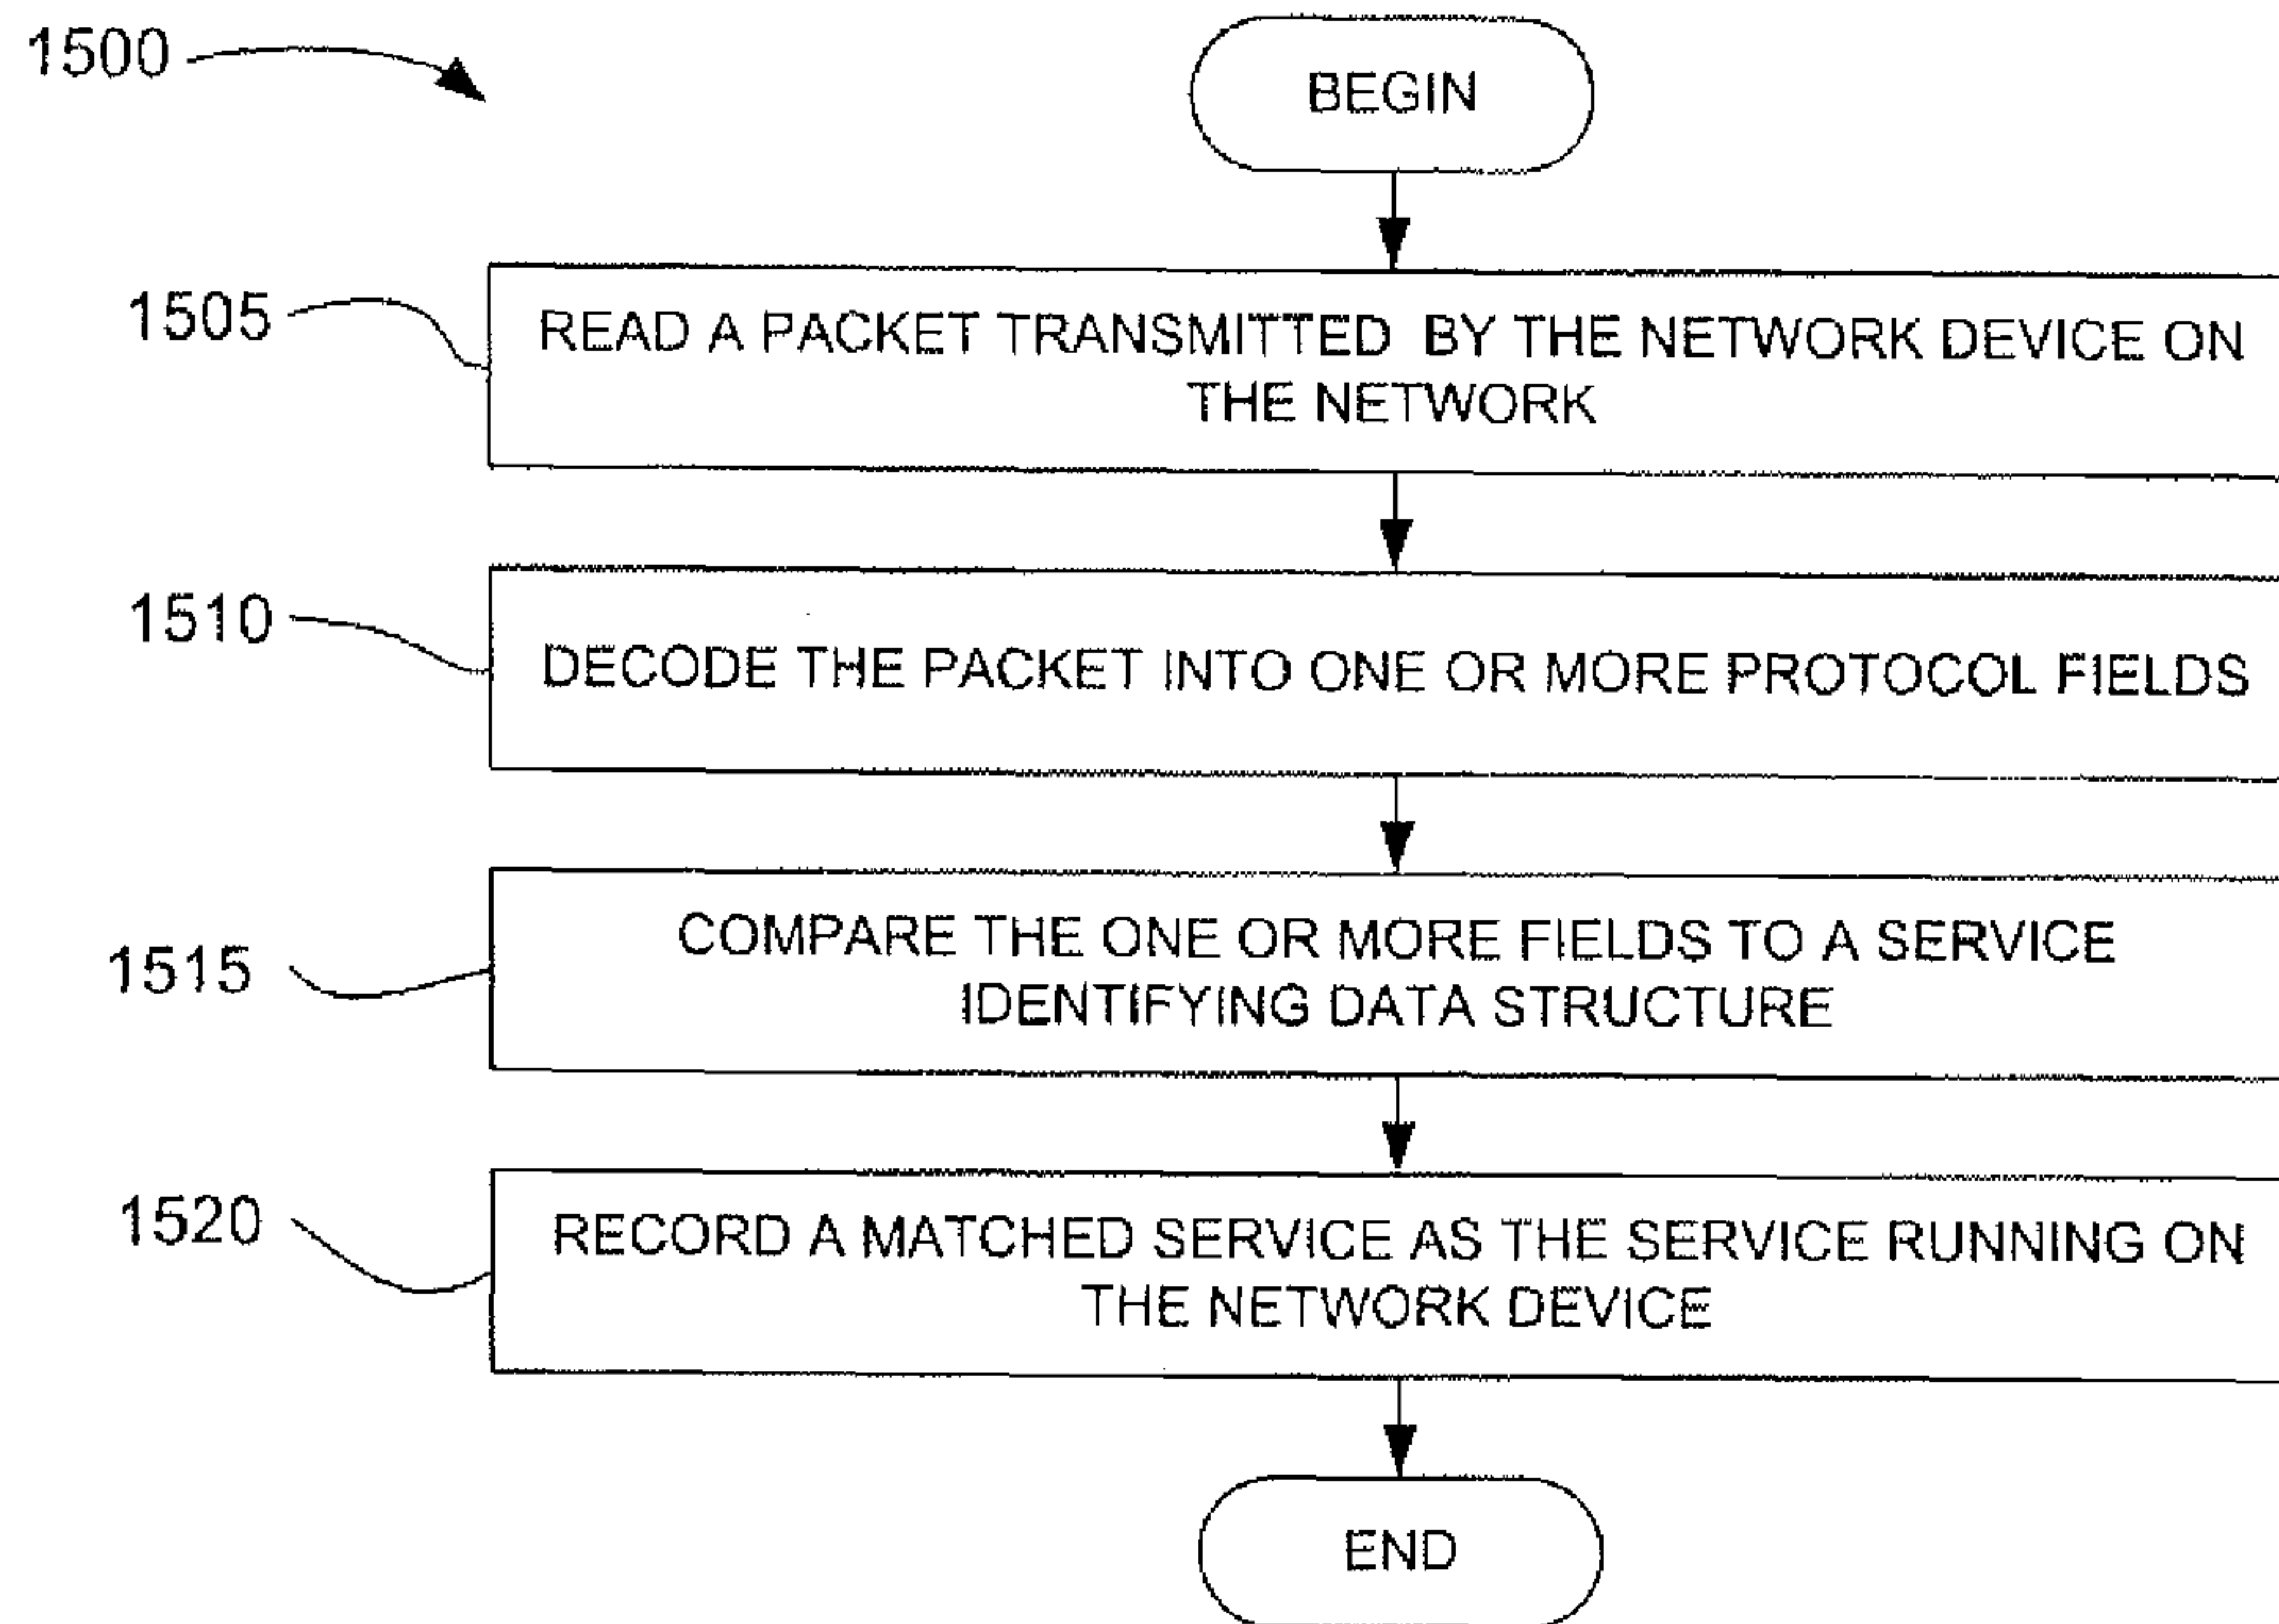 1500
BEGIN
1505
READ A PACKET TRANSMITTED BY THE NETWORK DEVICE ON
THE NETWORK
1510
DECODE THE PACKET INTO ONE OR MORE PROTOCOL FIELDS
1515
COMPARE THE ONE OR MORE FIELDS TO A SERVICE
IDENTIFYING DATA STRUCTURE
1520
RECORD A MATCHED SERVICE AS THE SERVICE RUNNING ON
THE NETWORK DEVICE
END